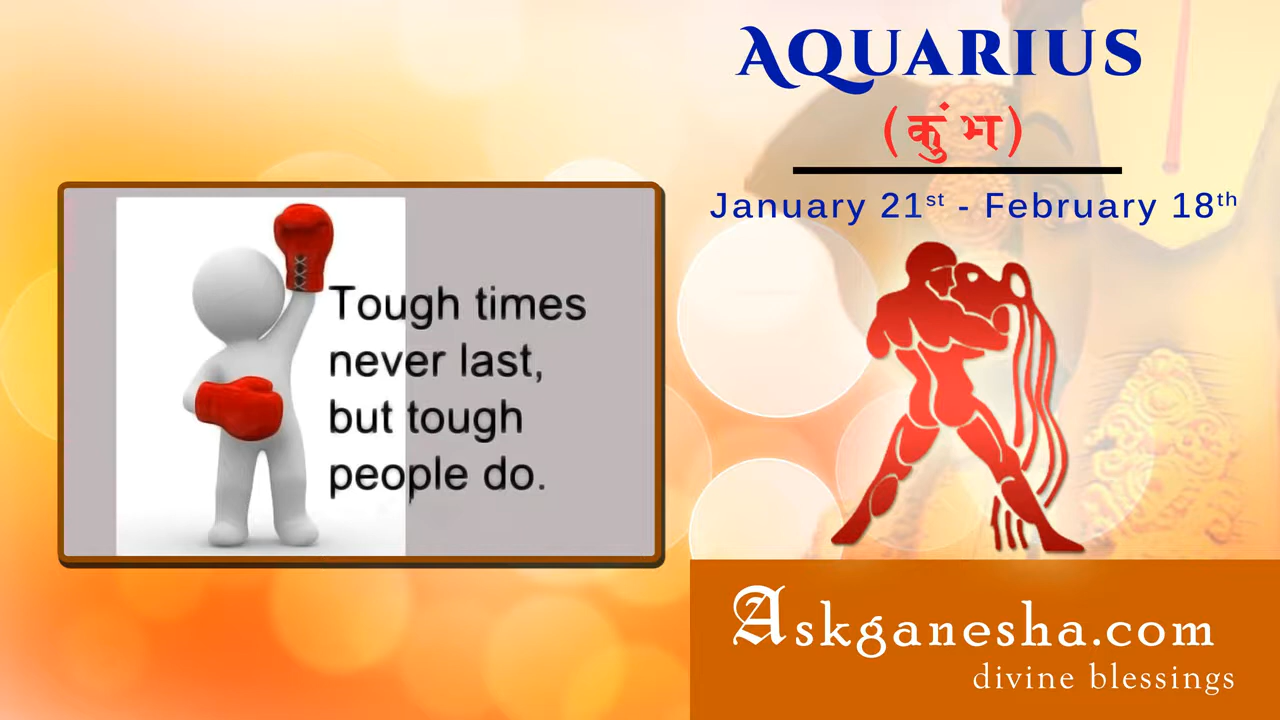 AQUARIUS
(कुंभ)
January 21st - February 18th
Tough times
never last,
but tough
people do.
Askganesha.com
divine blessings